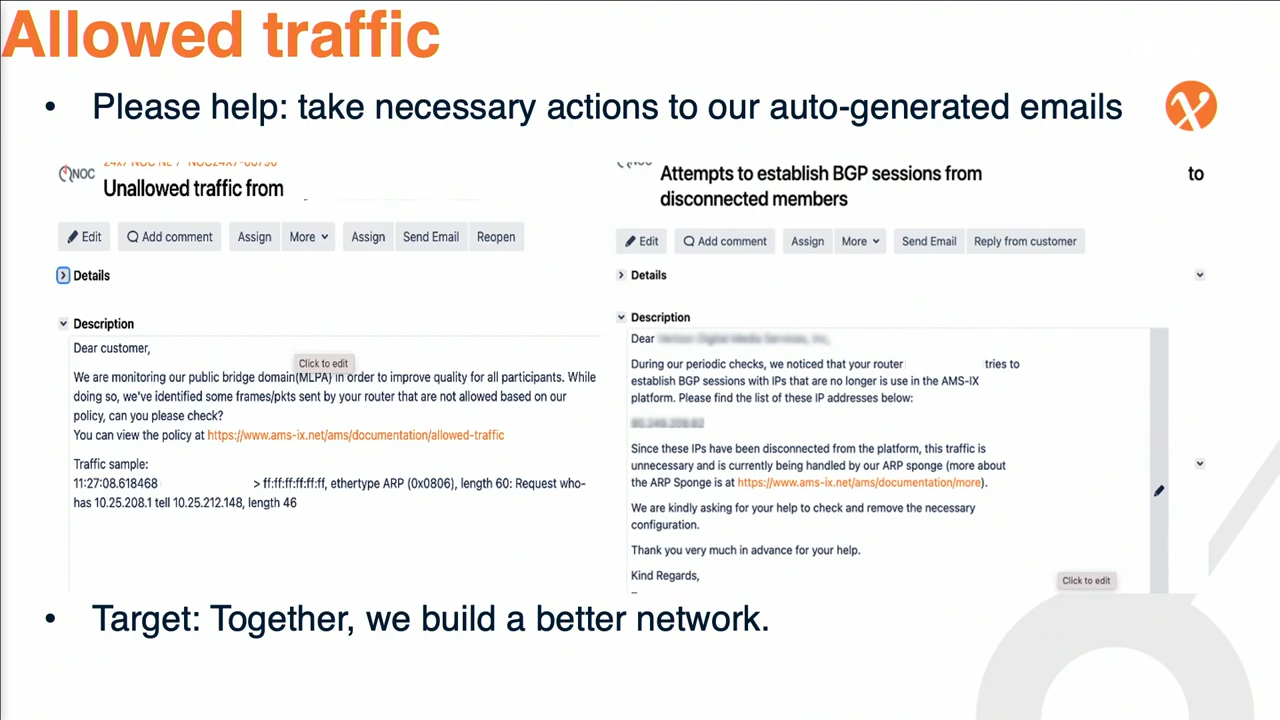 Allowed traffic
• Please help: take necessary actions to our auto-generated emails
NOC
Unallowed traffic from
Edit Add comment Assign More Assign Send Email Reopen
Details
Description
Dear customer,
Click to edit
We are monitoring our public bridge domain(MLPA) in order to improve quality for all participants. While
doing so, we've identified some frames/pkts sent by your router that are not allowed based on our
policy, can you please check?
You can view the policy at https://www.ams-ix.net/ams/documentation/allowed-traffic
Traffic sample:
11:27:08.618468 > ff:ff:ff:ff:ff:ff, ethertype ARP (0x0806), length 60: Request who-
has 10.25.208.1 tell 10.25.212.148, length 46
Attempts to establish BGP sessions from to
disconnected members
Edit Add comment Assign More Send Email Reply from customer
Details
Description
Dear
During our periodic checks, we noticed that your router tries to
establish BGP sessions with IPs that are no longer is use in the AMS-IX
platform. Please find the list of these IP addresses below:
Since these IPs have been disconnected from the platform, this traffic is
unnecessary and is currently being handled by our ARP sponge (more about
the ARP Sponge is at https://www.ams-ix.net/ams/documentation/more).
We are kindly asking for your help to check and remove the necessary
configuration.
Thank you very much in advance for your help.
Kind Regards,
Click to edit
• Target: Together, we build a better network.